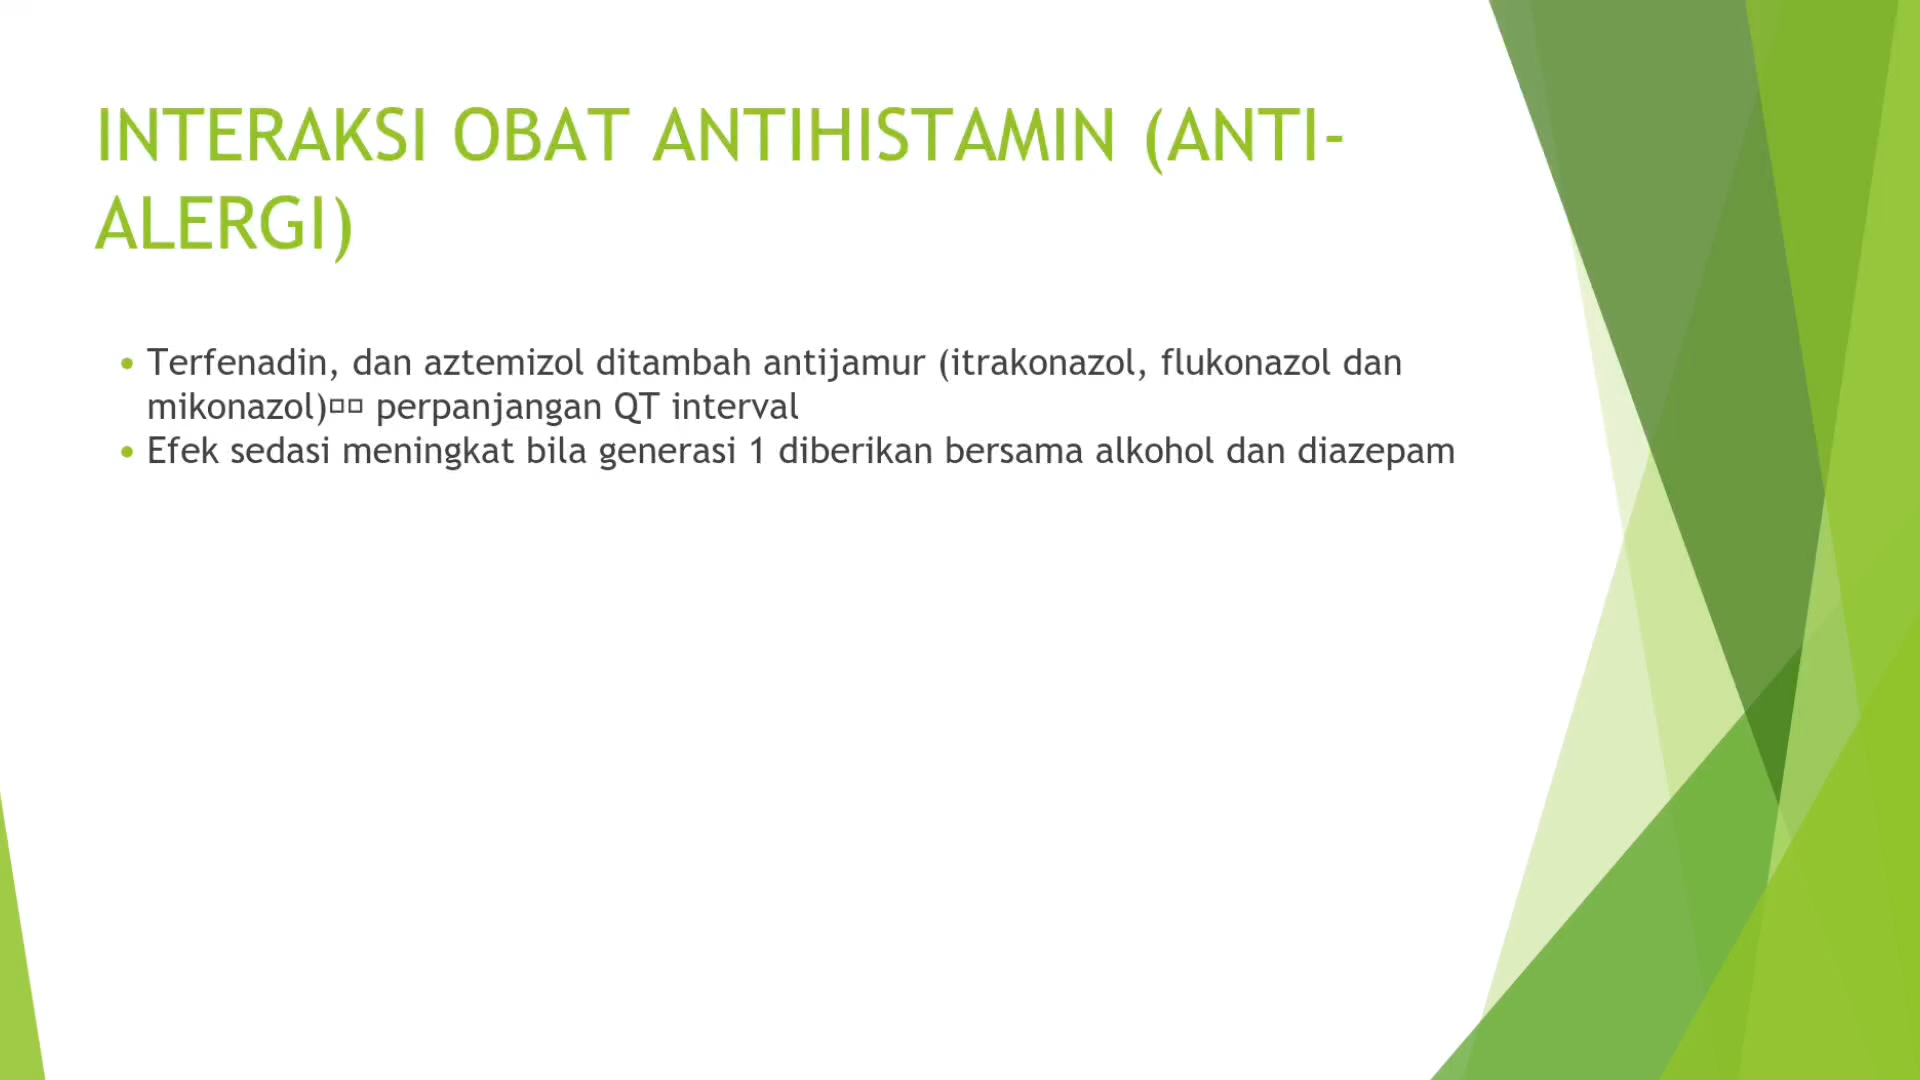 INTERAKSI OBAT ANTIHISTAMIN (ANTI-
ALERGI)
• Terfenadin, dan aztemizol ditambah antijamur (itrakonazol, flukonazol dan
mikonazol)□□ perpanjangan QT interval
• Efek sedasi meningkat bila generasi 1 diberikan bersama alkohol dan diazepam